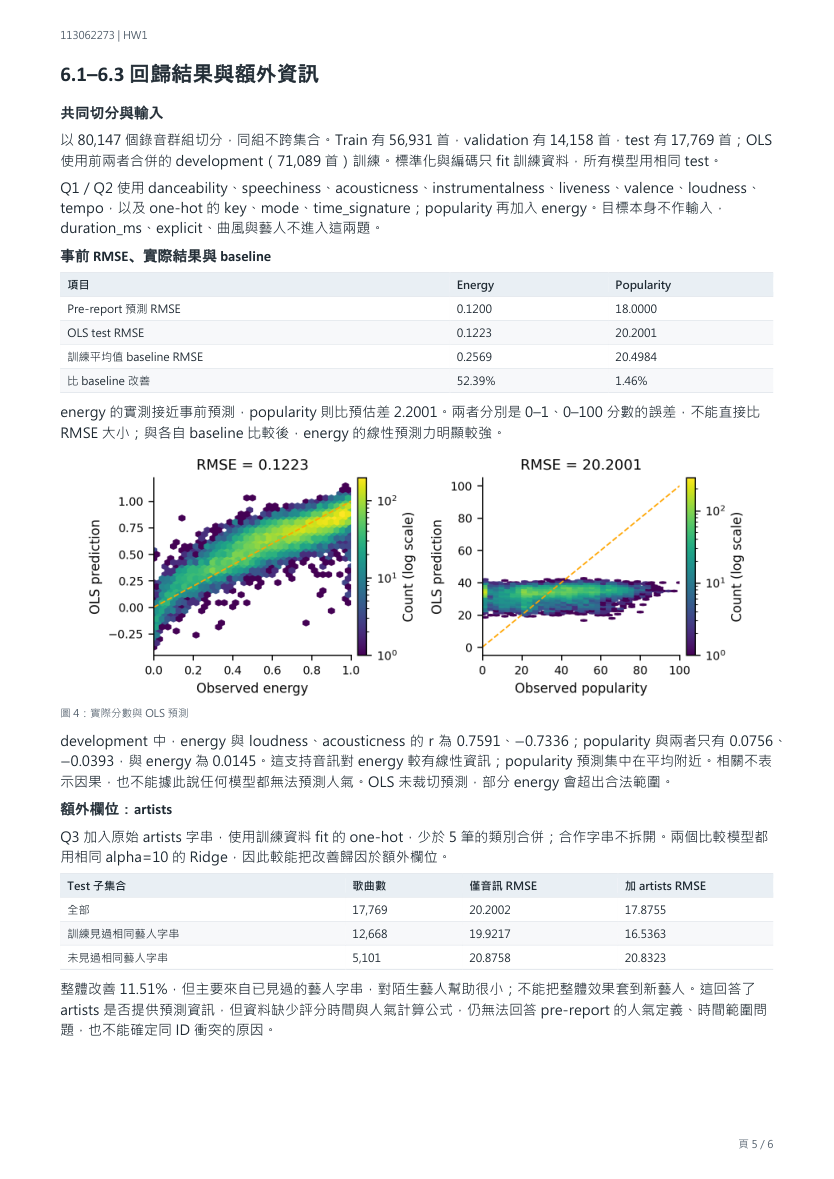 113062273 | HW1
6.1–6.3 回歸結果與額外資訊
共同切分與輸入
以 80,147 個錄音群組切分，同組不跨集合。Train 有 56,931 首，validation 有 14,158 首，test 有 17,769 首；OLS
使用前兩者合併的 development（71,089 首）訓練。標準化與編碼只 fit 訓練資料，所有模型用相同 test。
Q1 / Q2 使用 danceability、speechiness、acousticness、instrumentalness、liveness、valence、loudness、
tempo，以及 one-hot 的 key、mode、time_signature；popularity 再加入 energy。目標本身不作輸入，
duration_ms、explicit、曲風與藝人不進入這兩題。
事前 RMSE、實際結果與 baseline
項目 Energy Popularity
Pre-report 預測 RMSE 0.1200 18.0000
OLS test RMSE 0.1223 20.2001
訓練平均值 baseline RMSE 0.2569 20.4984
比 baseline 改善 52.39% 1.46%
energy 的實測接近事前預測，popularity 則比預估差 2.2001。兩者分別是 0–1、0–100 分數的誤差，不能直接比
RMSE 大小；與各自 baseline 比較後，energy 的線性預測力明顯較強。
RMSE = 0.1223
OLS prediction
1.00
0.75
0.50
0.25
0.00
−0.25
0.0 0.2 0.4 0.6 0.8 1.0
Observed energy
10²
10¹
10⁰
Count (log scale)
RMSE = 20.2001
OLS prediction
100
80
60
40
20
0
0 20 40 60 80 100
Observed popularity
10²
10¹
10⁰
Count (log scale)
圖 4：實際分數與 OLS 預測
development 中，energy 與 loudness、acousticness 的 r 為 0.7591、−0.7336；popularity 與兩者只有 0.0756、
−0.0393，與 energy 為 0.0145。這支持音訊對 energy 較有線性資訊；popularity 預測集中在平均附近。相關不表
示因果，也不能據此說任何模型都無法預測人氣。OLS 未裁切預測，部分 energy 會超出合法範圍。
額外欄位：artists
Q3 加入原始 artists 字串，使用訓練資料 fit 的 one-hot，少於 5 筆的類別合併；合作字串不拆開。兩個比較模型都
用相同 alpha=10 的 Ridge，因此較能把改善歸因於額外欄位。
Test 子集合 歌曲數 僅音訊 RMSE 加 artists RMSE
全部 17,769 20.2002 17.8755
訓練見過相同藝人字串 12,668 19.9217 16.5363
未見過相同藝人字串 5,101 20.8758 20.8323
整體改善 11.51%，但主要來自已見過的藝人字串，對陌生藝人幫助很小；不能把整體效果套到新藝人。這回答了
artists 是否提供預測資訊，但資料缺少評分時間與人氣計算公式，仍無法回答 pre-report 的人氣定義、時間範圍問
題，也不能確定同 ID 衝突的原因。
頁 5 / 6